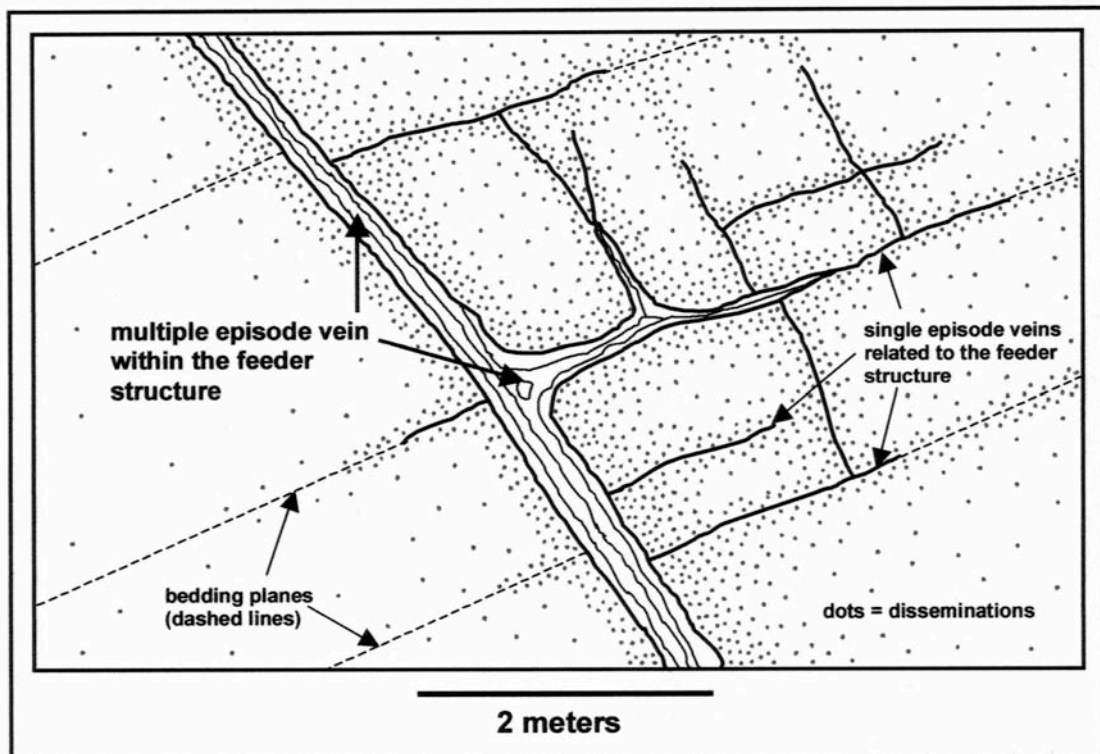 multiple episode vein
within the feeder
structure
single episode veins
related to the feeder
structure
bedding planes
(dashed lines)
dots = disseminations
2 meters